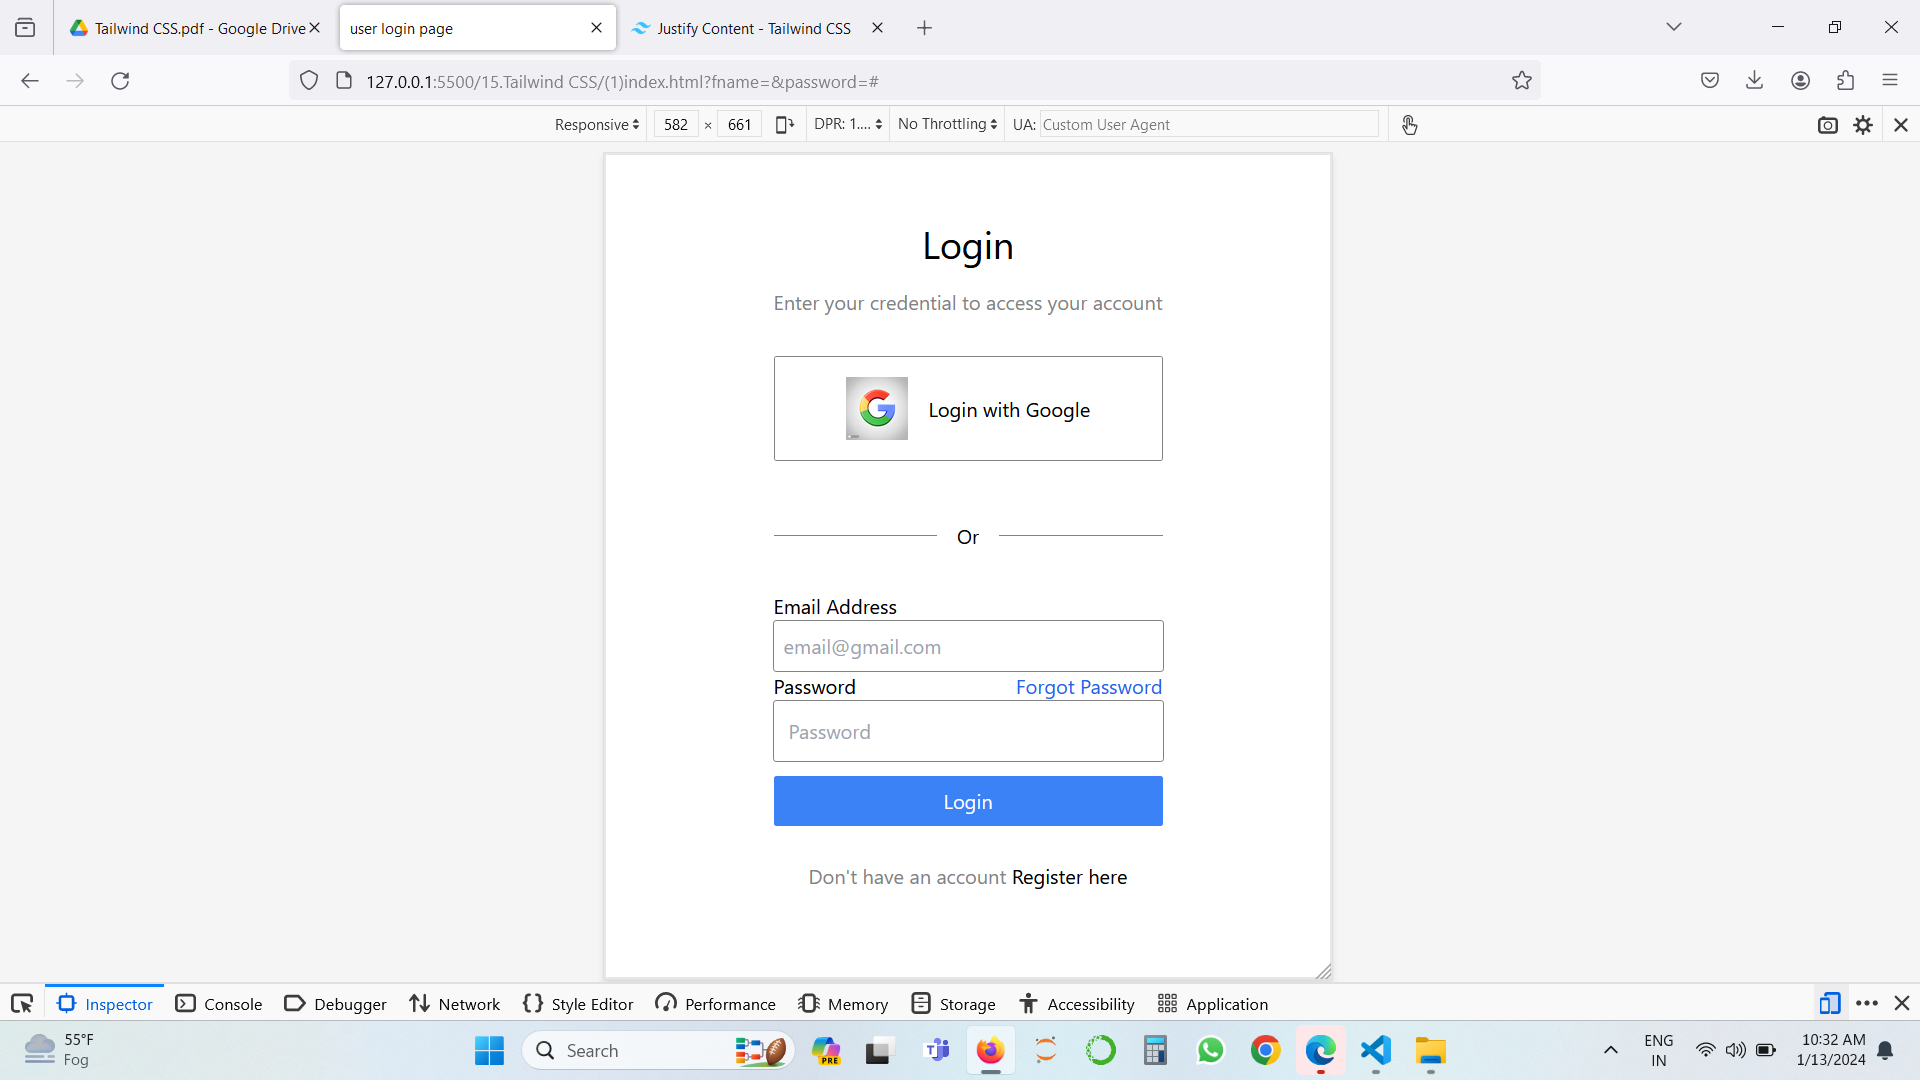 Tailwind CSS.pdf - Google Drive
user login page
Justify Content - Tailwind CSS
127.0.0.1:5500/15.Tailwind CSS/(1)index.html?fname=&password=#
Responsive 582 × 661 DPR: 1.... No Throttling UA: Custom User Agent
Login
Enter your credential to access your account
Login with Google
Or
Email Address
email@gmail.com
Password Forgot Password
Password
Login
Don't have an account Register here
Inspector Console Debugger Network Style Editor Performance Memory Storage Accessibility Application
55°F
Fog
Search
PRE
ENG
IN
10:32 AM
1/13/2024